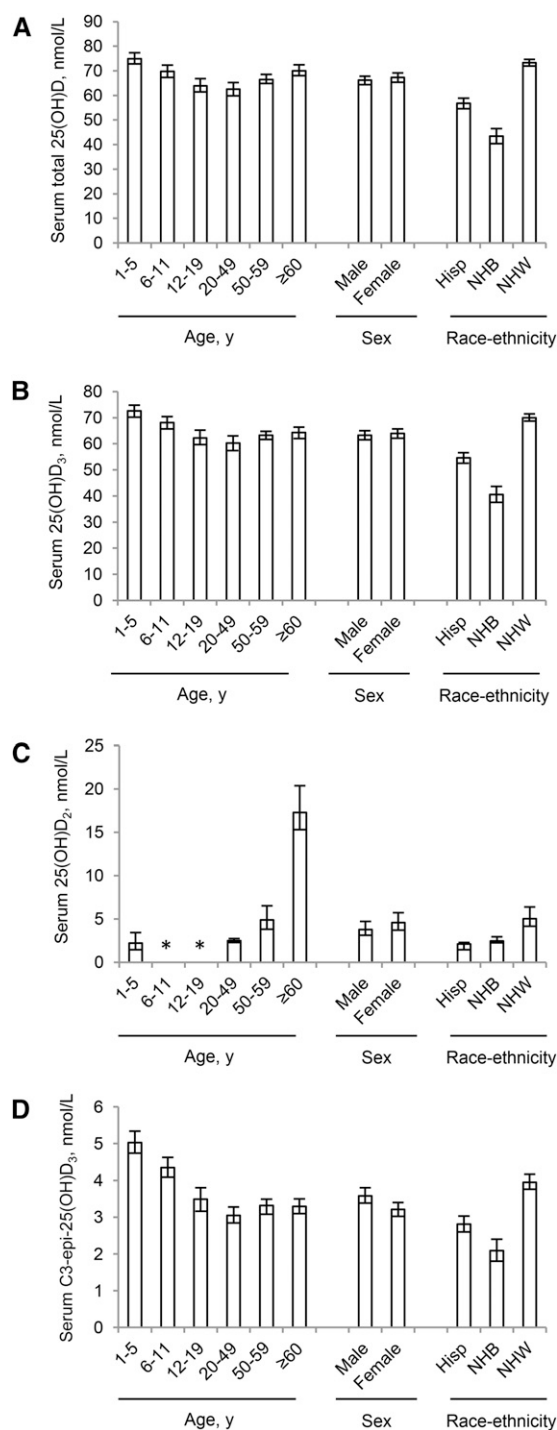 A
Serum total 25(OH)D, nmol/L
90
80
70
60
50
40
30
20
10
0
1-5
6-11
12-19
20-49
50-59
≥60
Male
Female
Hisp
NHB
NHW
Age, y
Sex
Race-ethnicity
B
Serum 25(OH)D₃, nmol/L
80
70
60
50
40
30
20
10
0
1-5
6-11
12-19
20-49
50-59
≥60
Male
Female
Hisp
NHB
NHW
Age, y
Sex
Race-ethnicity
C
Serum 25(OH)D₂, nmol/L
25
20
15
10
5
0
* *
1-5
6-11
12-19
20-49
50-59
≥60
Male
Female
Hisp
NHB
NHW
Age, y
Sex
Race-ethnicity
D
Serum C3-epi-25(OH)D₃, nmol/L
6
5
4
3
2
1
0
1-5
6-11
12-19
20-49
50-59
≥60
Male
Female
Hisp
NHB
NHW
Age, y
Sex
Race-ethnicity